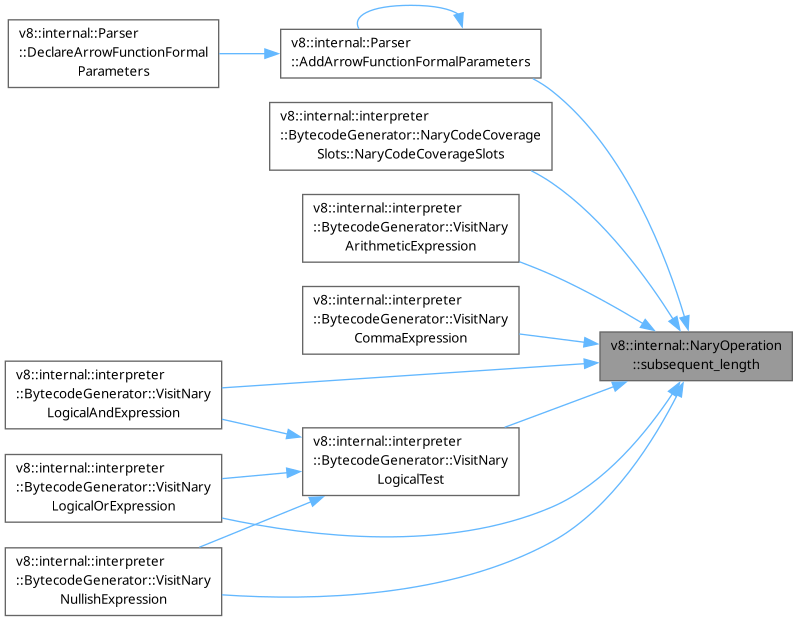 v8::internal::Parser
::DeclareArrowFunctionFormal
Parameters
v8::internal::Parser
::AddArrowFunctionFormalParameters
v8::internal::interpreter
::BytecodeGenerator::NaryCodeCoverage
Slots::NaryCodeCoverageSlots
v8::internal::interpreter
::BytecodeGenerator::VisitNary
ArithmeticExpression
v8::internal::interpreter
::BytecodeGenerator::VisitNary
CommaExpression
v8::internal::NaryOperation
::subsequent_length
v8::internal::interpreter
::BytecodeGenerator::VisitNary
LogicalAndExpression
v8::internal::interpreter
::BytecodeGenerator::VisitNary
LogicalTest
v8::internal::interpreter
::BytecodeGenerator::VisitNary
LogicalOrExpression
v8::internal::interpreter
::BytecodeGenerator::VisitNary
NullishExpression